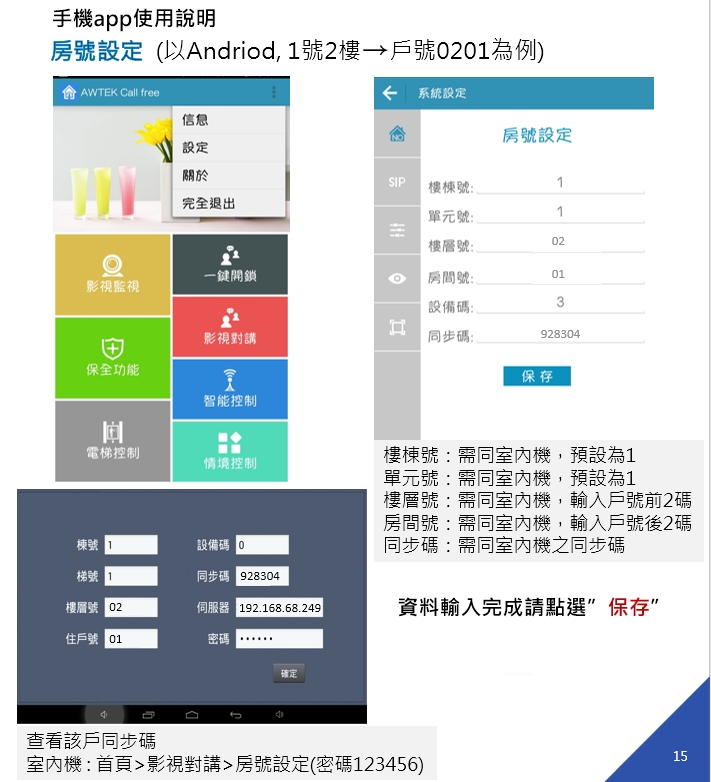 手機app使用說明
房號設定 (以Andriod, 1號2樓→戶號0201為例)
AWTEK Call free
信息
設定
關於
完全退出
影視監視
一鍵開鎖
影視對講
保全功能
智能控制
電梯控制
情境控制
系統設定
NO
SIP
房號設定
樓棟號: 1
單元號: 1
樓層號: 02
房間號: 01
設備碼: 3
同步碼: 928304
保存
樓棟號：需同室內機，預設為1
單元號：需同室內機，預設為1
樓層號：需同室內機，輸入戶號前2碼
房間號：需同室內機，輸入戶號後2碼
同步碼：需同室內機之同步碼
棟號 1 設備碼 0
梯號 1 同步碼 928304
樓層號 02 伺服器 192.168.68.249
住戶號 01 密碼 ••••••
確定
資料輸入完成請點選”保存”
查看該戶同步碼
室內機 : 首頁>影視對講>房號設定(密碼123456)
15